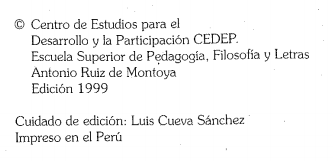 © Centro de Estudios para el
Desarrollo y la Participación CEDEP.
Escuela Superior de Pedagogía, Filosofía y Letras
Antonio Ruiz de Montoya
Edición 1999
Cuidado de edición: Luis Cueva Sánchez
Impreso en el Perú